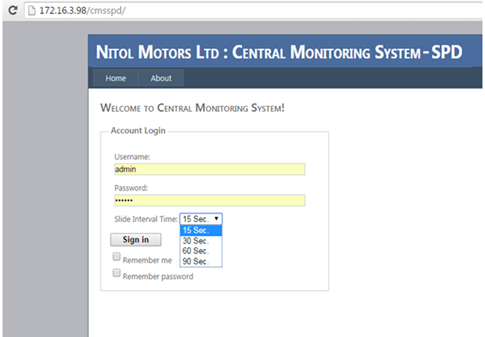 172.16.3.98/cmsspd/
Nitol Motors Ltd : Central Monitoring System-SPD
Home About
Welcome to Central Monitoring System!
Account Login
Username:
admin
Password:
••••••
Slide Interval Time: 15 Sec.
15 Sec.
30 Sec.
60 Sec.
90 Sec.
Sign in
Remember me
Remember password